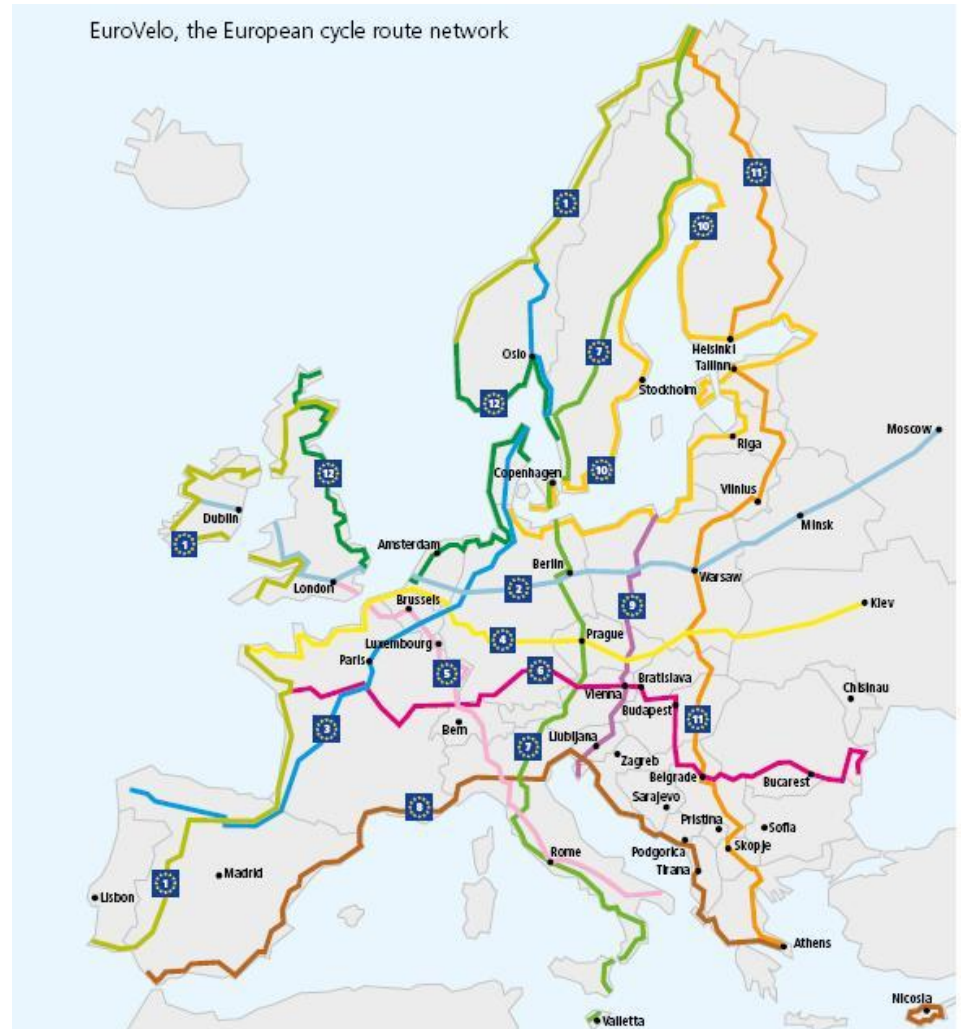 EuroVelo, the European cycle route network
11
1
10
Helsinki
Tallinn
7
Oslo
Stockholm
12
Moscow
Riga
10
Copenhagen
12
Vilnius
Dublin
Minsk
1
Amsterdam
Berlin
Warsaw
2
London
Brussels
9
Kiev
4
Prague
Luxembourg
Paris
5
6
Bratislava
Vienna
Chisinau
Budapest
11
3
Bern
Ljubljana
7
Zagreb
Belgrade
Bucarest
8
Sarajevo
Pristina
Sofia
Skopje
Podgorica
Rome
Tirana
Madrid
1
Lisbon
Athens
Nicosia
Valletta